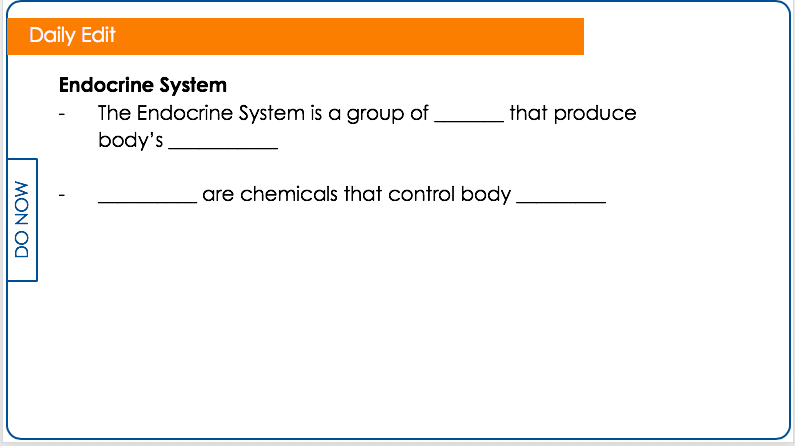 Daily Edit
Endocrine System
- The Endocrine System is a group of _______ that produce
body's ___________
- __________ are chemicals that control body _________
DO NOW